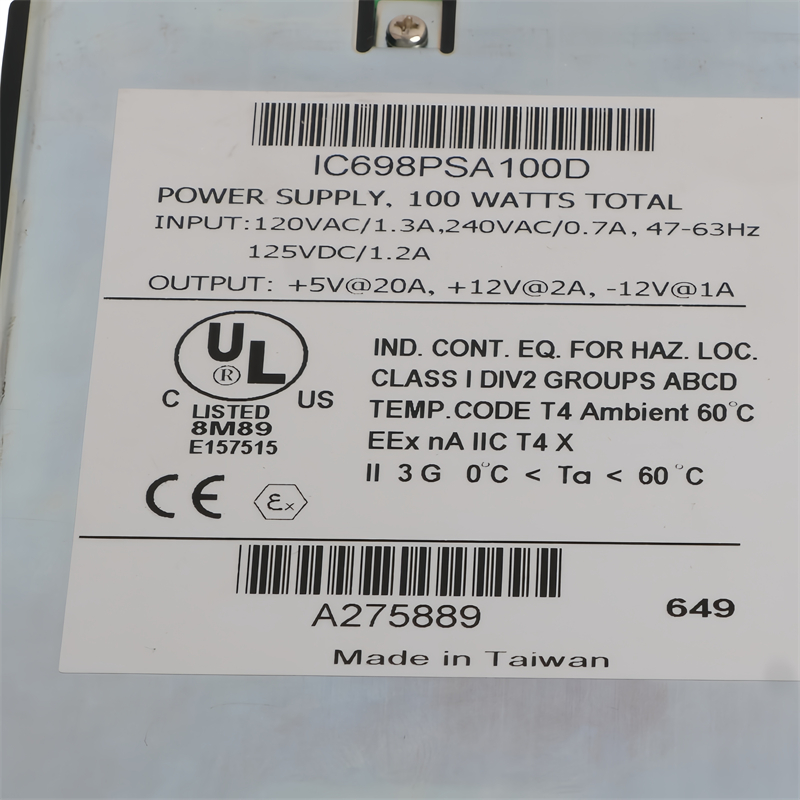 IC698PSA100D
POWER SUPPLY, 100 WATTS TOTAL
INPUT:120VAC/1.3A,240VAC/0.7A, 47-63Hz
125VDC/1.2A
OUTPUT: +5V@20A, +12V@2A, -12V@1A
UL
®
C US
LISTED
8M89
E157515
IND. CONT. EQ. FOR HAZ. LOC.
CLASS I DIV2 GROUPS ABCD
TEMP.CODE T4 Ambient 60°C
EEx nA IIC T4 X
II 3 G 0°C < Ta < 60°C
CE εx
A275889
649
Made in Taiwan